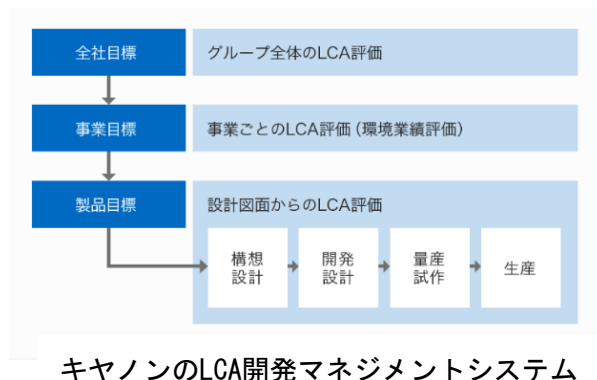 全社目標 グループ全体のLCA評価
事業目標 事業ごとのLCA評価（環境業績評価）
製品目標 設計図面からのLCA評価
構想
設計
開発
設計
量産
試作
生産
キヤノンのLCA開発マネジメントシステム